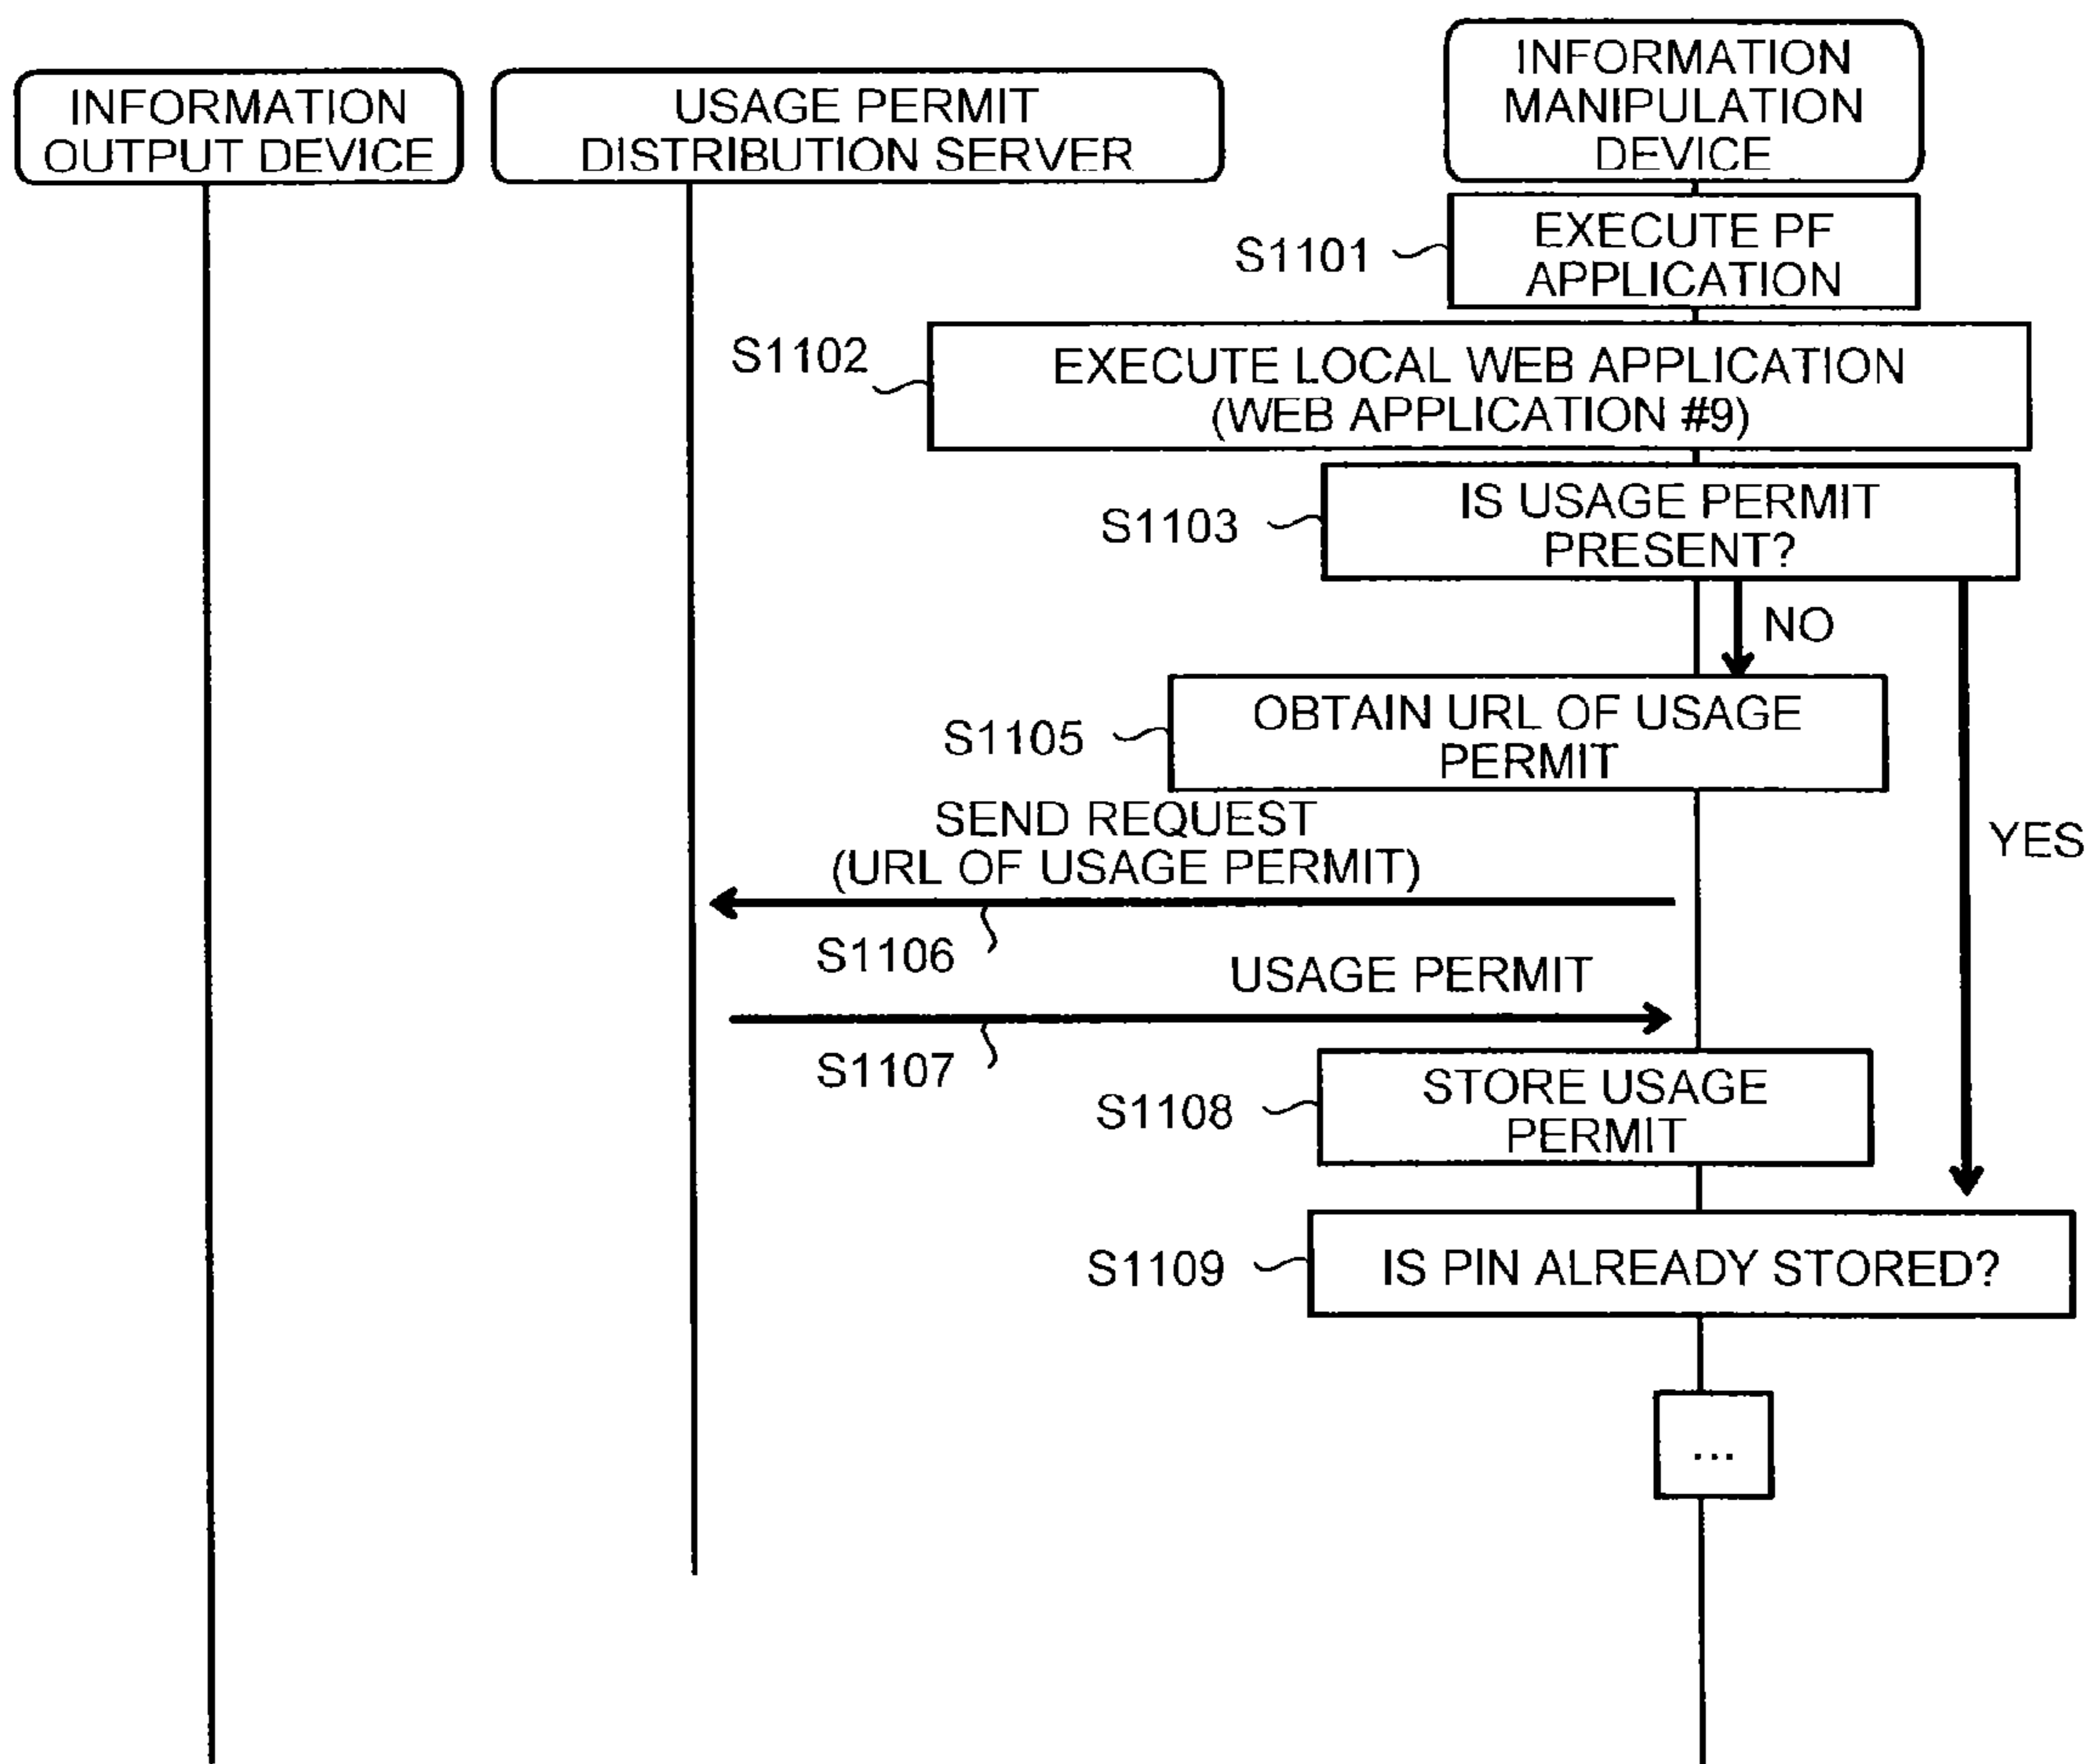 INFORMATION
OUTPUT DEVICE
USAGE PERMIT
DISTRIBUTION SERVER
INFORMATION
MANIPULATION
DEVICE
S1101
EXECUTE PF
APPLICATION
S1102
EXECUTE LOCAL WEB APPLICATION
(WEB APPLICATION #9)
S1103
IS USAGE PERMIT
PRESENT?
NO
YES
S1105
OBTAIN URL OF USAGE
PERMIT
SEND REQUEST
(URL OF USAGE PERMIT)
S1106
USAGE PERMIT
S1107
S1108
STORE USAGE
PERMIT
S1109
IS PIN ALREADY STORED?
...